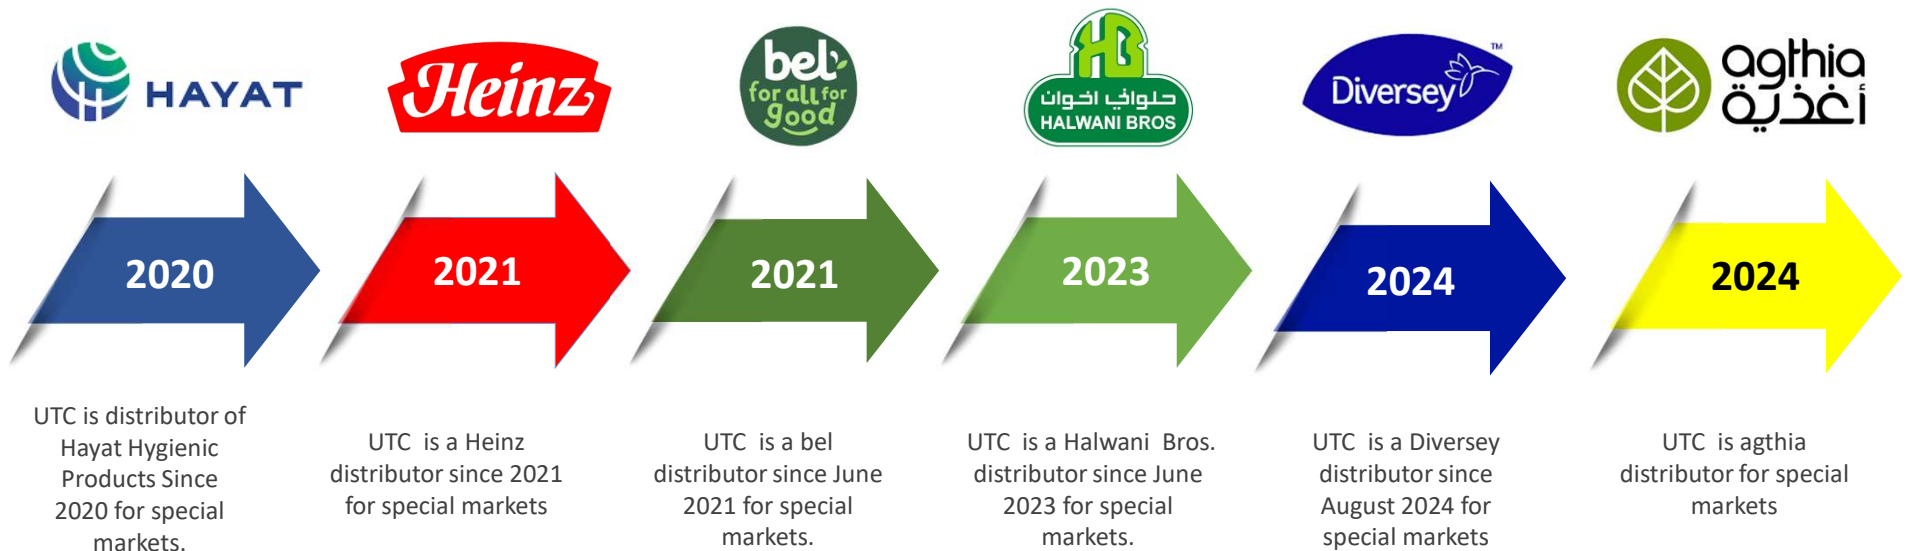 HAYAT
Heinz
bel
for all for
good
حلواني اخوان
HALWANI BROS
Diversey
TM
agthia
أغذية
2020
2021
2021
2023
2024
2024
UTC is distributor of
Hayat Hygienic
Products Since
2020 for special
markets.
UTC is a Heinz
distributor since 2021
for special markets
UTC is a bel
distributor since June
2021 for special
markets.
UTC is a Halwani Bros.
distributor since June
2023 for special
markets.
UTC is a Diversey
distributor since
August 2024 for
special markets
UTC is agthia
distributor for special
markets